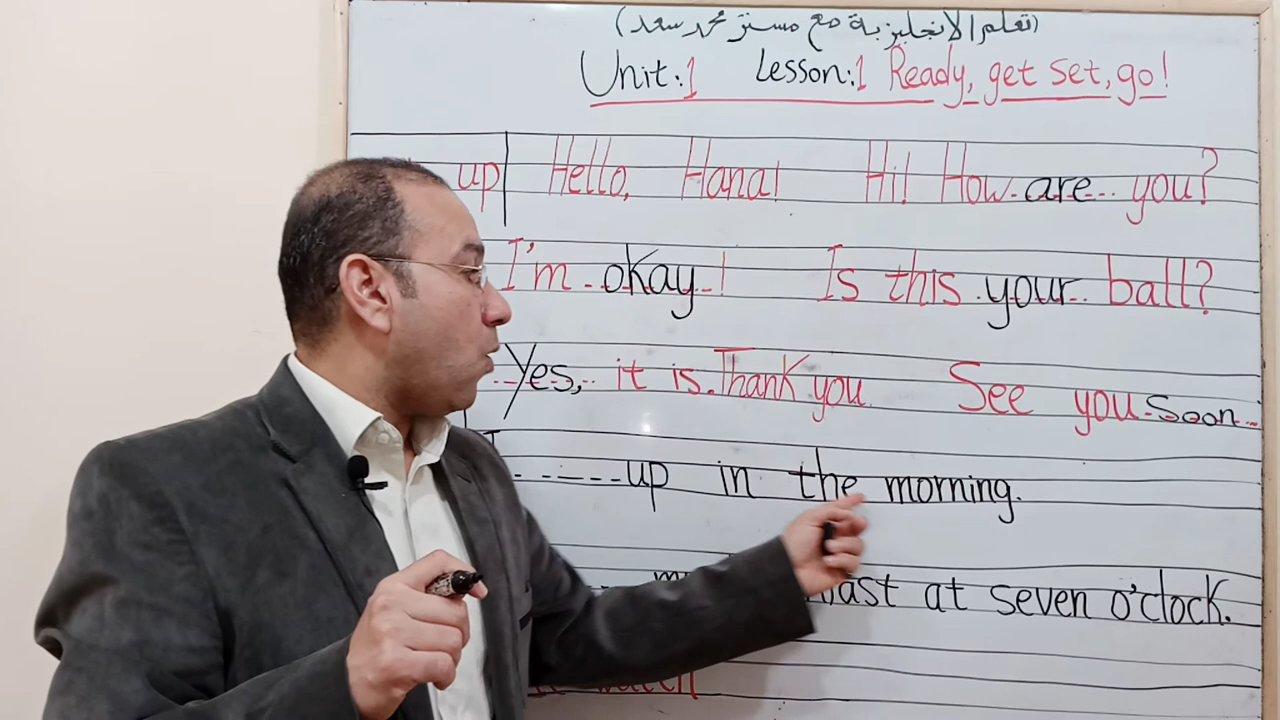 (تعلم الانجليزية مع مستر محمد سعد)
Unit:1 Lesson:1 Ready, get set, go!
up Hello, Hana! Hi! How are you?
I'm okay! Is this your ball?
Yes, it is. Thank you See you soon
I up in the morning.
at seven o'clock.
watch